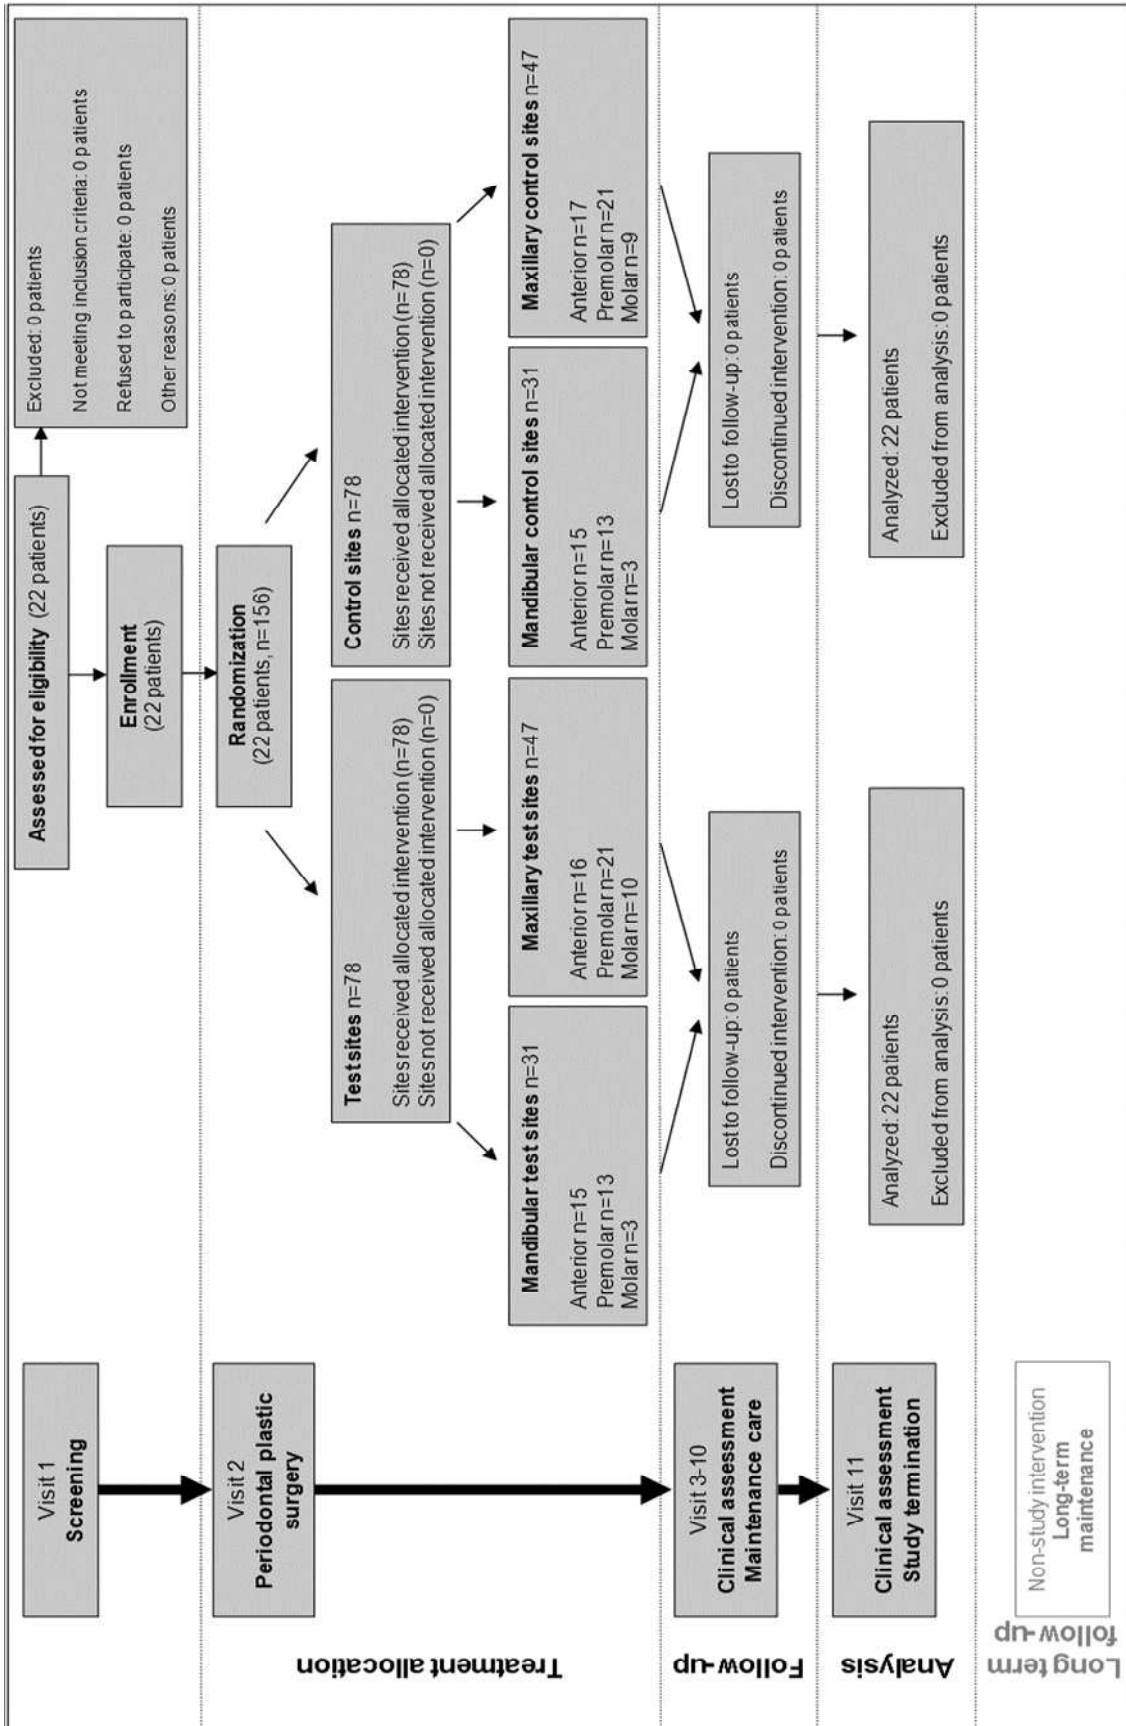 Visit 1
Screening
Assessed for eligibility (22 patients)
Excluded: 0 patients
Not meeting inclusion criteria: 0 patients
Refused to participate: 0 patients
Other reasons: 0 patients
Enrollment
(22 patients)
Treatment allocation
Visit 2
Periodontal plastic
surgery
Randomization
(22 patients, n=156)
Test sites n=78
Sites received allocated intervention (n=78)
Sites not received allocated intervention (n=0)
Control sites n=78
Sites received allocated intervention (n=78)
Sites not received allocated intervention (n=0)
Mandibular test sites n=31
Anterior n=15
Premolar n=13
Molar n=3
Maxillary test sites n=47
Anterior n=16
Premolar n=21
Molar n=10
Mandibular control sites n=31
Anterior n=15
Premolar n=13
Molar n=3
Maxillary control sites n=47
Anterior n=17
Premolar n=21
Molar n=9
Follow-up
Visit 3-10
Clinical assessment
Maintenance care
Lost to follow-up: 0 patients
Discontinued intervention: 0 patients
Lost to follow-up: 0 patients
Discontinued intervention: 0 patients
Analysis
Visit 11
Clinical assessment
Study termination
Analyzed: 22 patients
Excluded from analysis: 0 patients
Analyzed: 22 patients
Excluded from analysis: 0 patients
Long term
follow-up
Non-study intervention
Long-term
maintenance